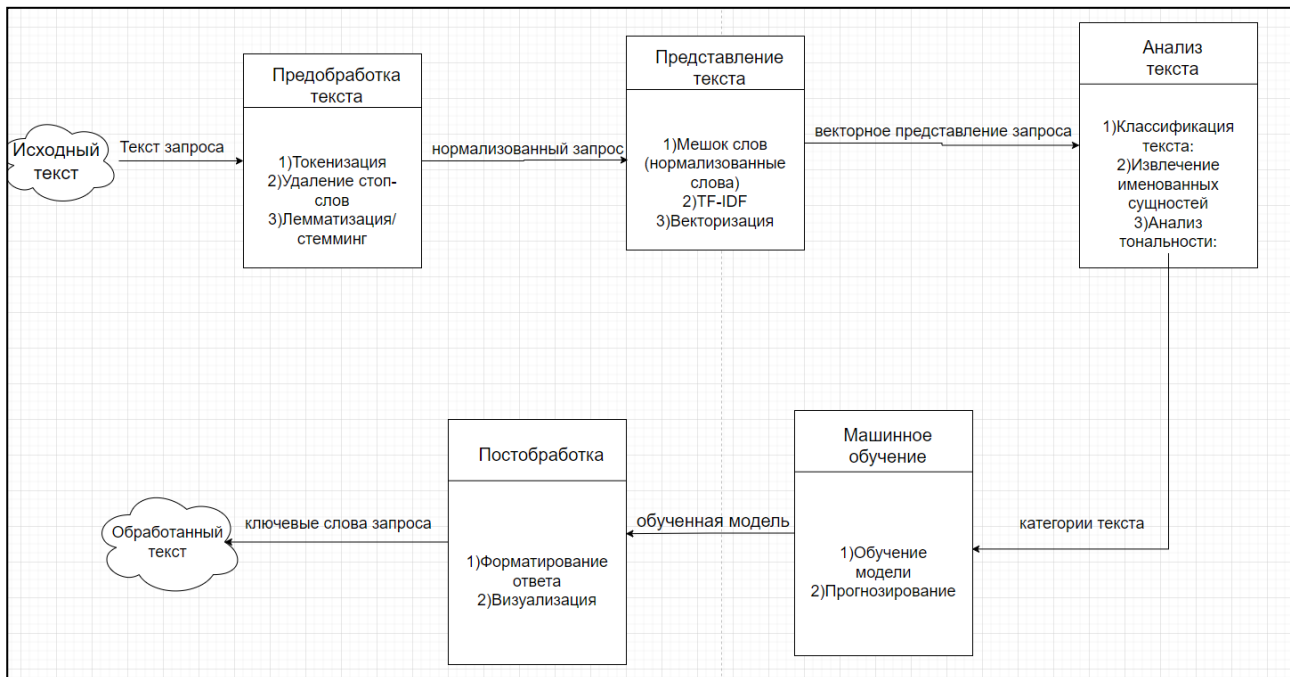 Исходный
текст
Текст запроса
Предобработка
текста
1)Токенизация
2)Удаление стоп-
слов
3)Лемматизация/
стемминг
нормализованный запрос
Представление
текста
1)Мешок слов
(нормализованные
слова)
2)TF-IDF
3)Векторизация
векторное представление запроса
Анализ
текста
1)Классификация
текста:
2)Извлечение
именованных
сущностей
3)Анализ
тональности:
категории текста
Машинное
обучение
1)Обучение
модели
2)Прогнозирование
обученная модель
Постобработка
1)Форматирование
ответа
2)Визуализация
ключевые слова запроса
Обработанный
текст